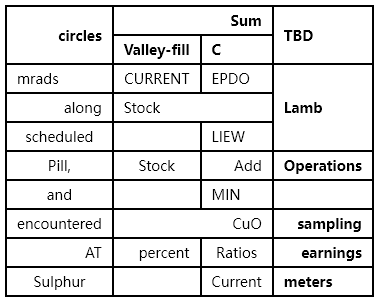 circles Sum TBD
Valley-fill C
mrads CURRENT EPDO Lamb
along Stock
scheduled LIEW
Pill, Stock Add Operations
and MIN
encountered CuO sampling
AT percent Ratios earnings
Sulphur Current meters